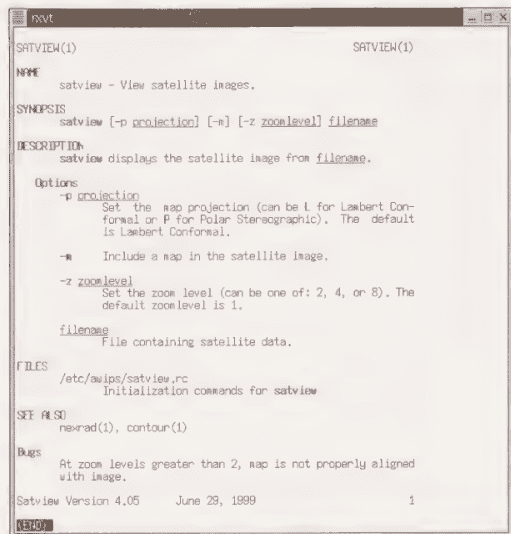 rxvt
SATVIEW(1) SATVIEW(1)
NAME
satview - View satellite images.
SYNOPSIS
satview [-p projection] [-m] [-z zoomlevel] filename
DESCRIPTION
satview displays the satellite image from filename.
Options
-p projection
Set the map projection (can be L for Lambert Con-
formal or P for Polar Stereographic). The default
is Lambert Conformal.
-m Include a map in the satellite image.
-z zoomlevel
Set the zoom level (can be one of: 2, 4, or 8). The
default zoomlevel is 1.
filename
File containing satellite data.
FILES
/etc/awips/satview.rc
Initialization commands for satview
SEE ALSO
nexrad(1), contour(1)
Bugs
At zoom levels greater than 2, map is not properly aligned
with image.
Satview Version 4.05 June 29, 1999 1
(END)